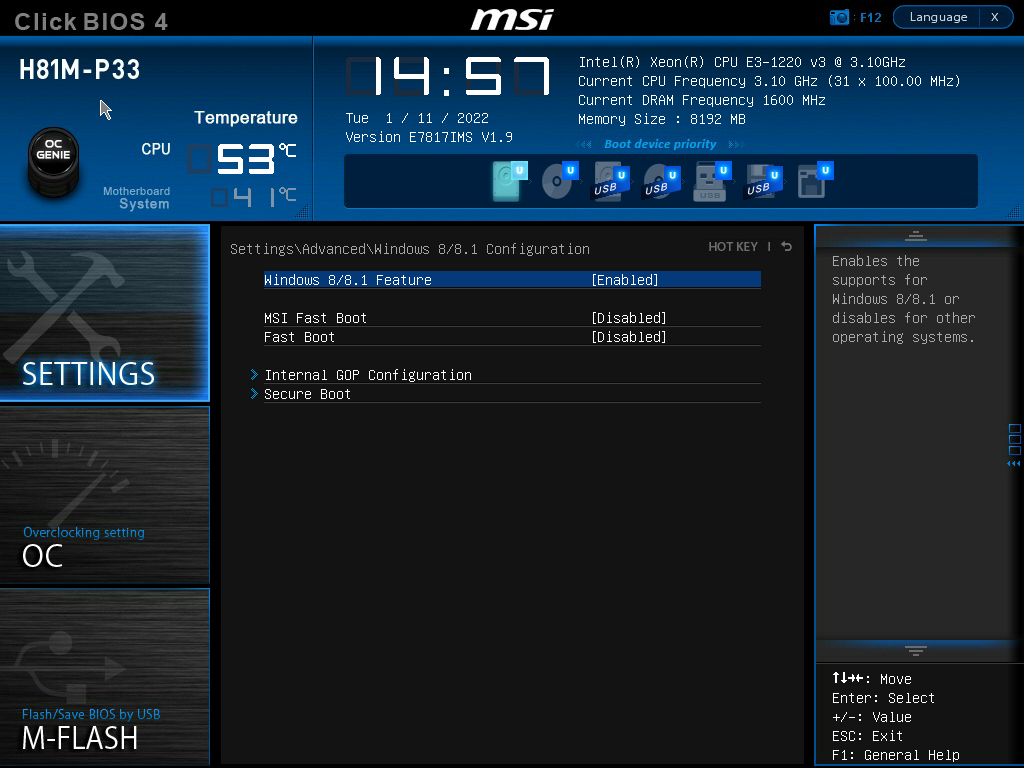 Click BIOS 4
msi
: F12
Language
X
H81M-P33
OC
GENIE
Temperature
CPU
53°C
Motherboard
System
41°C
14:57
Tue 1 / 11 / 2022
Version E7817IMS V1.9
Intel(R) Xeon(R) CPU E3-1220 v3 @ 3.10GHz
Current CPU Frequency 3.10 GHz (31 x 100.00 MHz)
Current DRAM Frequency 1600 MHz
Memory Size : 8192 MB
Boot device priority
U U U U U U U
USB USB USB USB
SETTINGS
Overclocking setting
OC
Flash/Save BIOS by USB
M-FLASH
Settings\Advanced\Windows 8/8.1 Configuration
HOT KEY |
Windows 8/8.1 Feature [Enabled]
MSI Fast Boot [Disabled]
Fast Boot [Disabled]
> Internal GOP Configuration
> Secure Boot
Enables the
supports for
Windows 8/8.1 or
disables for other
operating systems.
↑↓→←: Move
Enter: Select
+/-: Value
ESC: Exit
F1: General Help